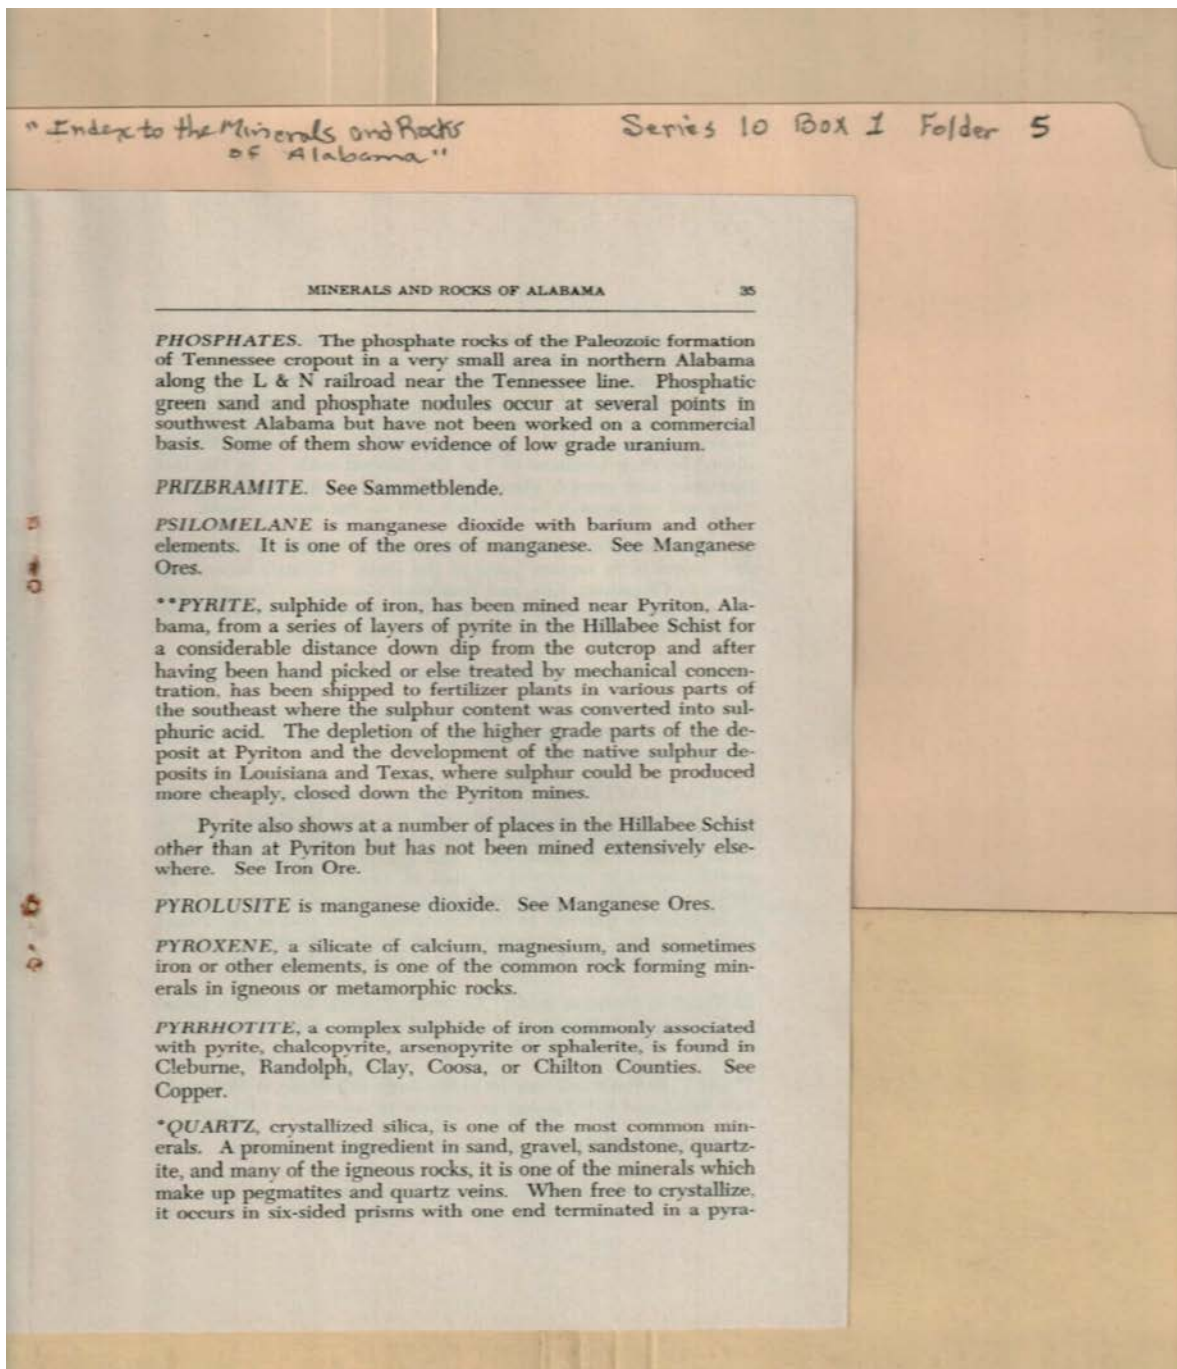 "Index to the Minerals and Rocks
of Alabama"
Series 10 Box 1 Folder 5
MINERALS AND ROCKS OF ALABAMA 35
PHOSPHATES. The phosphate rocks of the Paleozoic formation
of Tennessee cropout in a very small area in northern Alabama
along the L & N railroad near the Tennessee line. Phosphatic
green sand and phosphate nodules occur at several points in
southwest Alabama but have not been worked on a commercial
basis. Some of them show evidence of low grade uranium.
PRIZBRAMITE. See Sammetblende.
PSILOMELANE is manganese dioxide with barium and other
elements. It is one of the ores of manganese. See Manganese
Ores.
**PYRITE, sulphide of iron, has been mined near Pyriton, Ala-
bama, from a series of layers of pyrite in the Hillabee Schist for
a considerable distance down dip from the outcrop and after
having been hand picked or else treated by mechanical concen-
tration, has been shipped to fertilizer plants in various parts of
the southeast where the sulphur content was converted into sul-
phuric acid. The depletion of the higher grade parts of the de-
posit at Pyriton and the development of the native sulphur de-
posits in Louisiana and Texas, where sulphur could be produced
more cheaply, closed down the Pyriton mines.
Pyrite also shows at a number of places in the Hillabee Schist
other than at Pyriton but has not been mined extensively else-
where. See Iron Ore.
PYROLUSITE is manganese dioxide. See Manganese Ores.
PYROXENE, a silicate of calcium, magnesium, and sometimes
iron or other elements, is one of the common rock forming min-
erals in igneous or metamorphic rocks.
PYRRHOTITE, a complex sulphide of iron commonly associated
with pyrite, chalcopyrite, arsenopyrite or sphalerite, is found in
Cleburne, Randolph, Clay, Coosa, or Chilton Counties. See
Copper.
*QUARTZ, crystallized silica, is one of the most common min-
erals. A prominent ingredient in sand, gravel, sandstone, quartz-
ite, and many of the igneous rocks, it is one of the minerals which
make up pegmatites and quartz veins. When free to crystallize,
it occurs in six-sided prisms with one end terminated in a pyra-